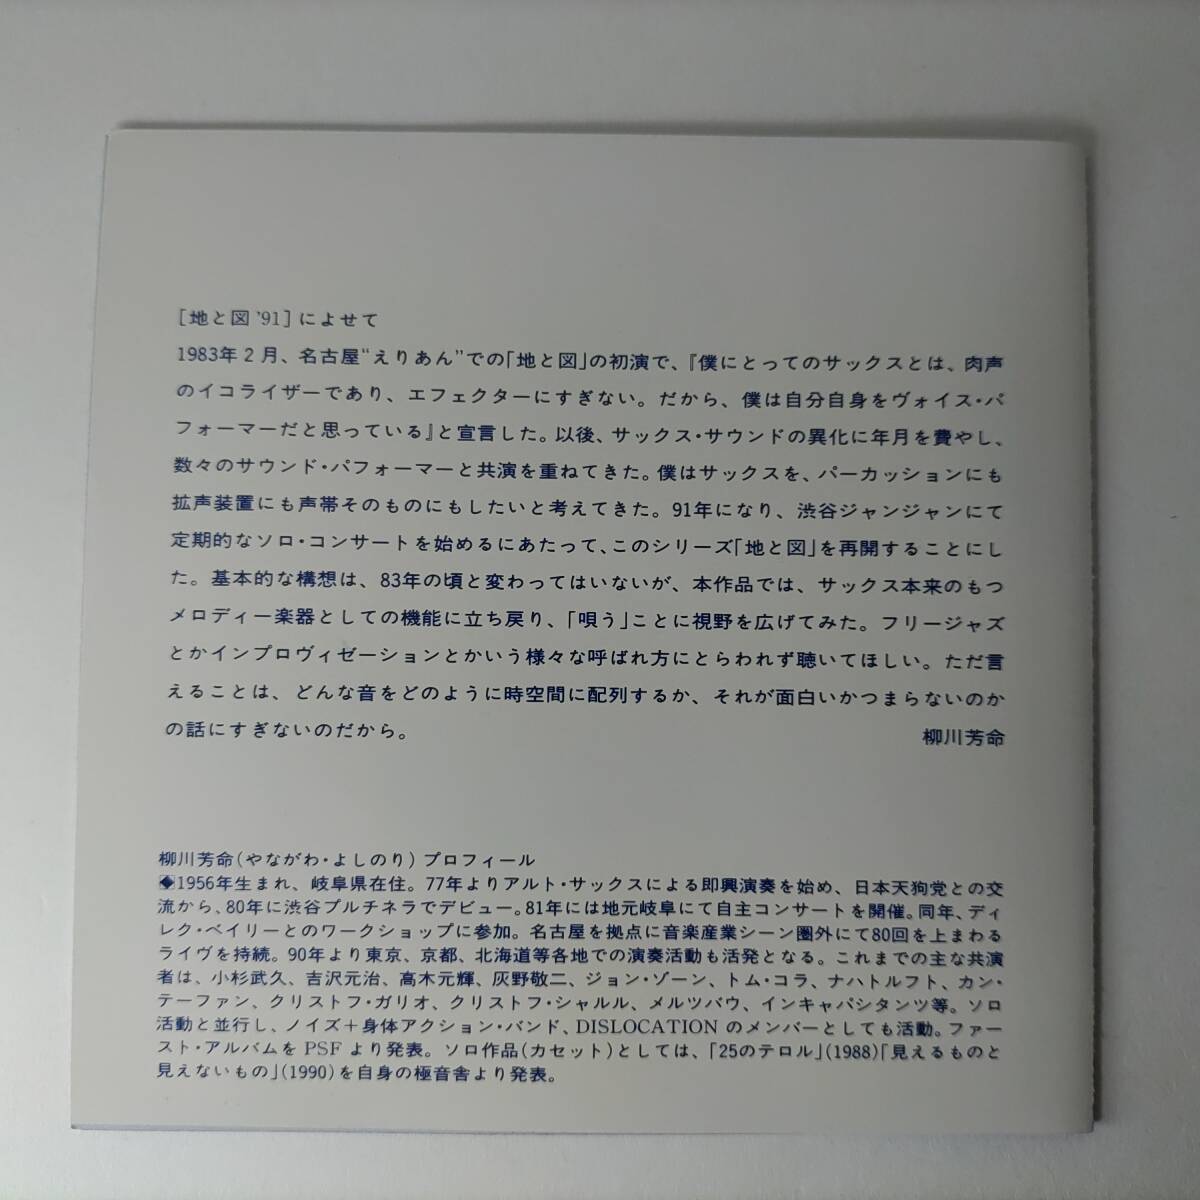 ［地と図 '91］によせて
1983年2月、名古屋“えりあん”での「地と図」の初演で、『僕にとってのサックスとは、肉声
のイコライザーであり、エフェクターにすぎない。だから、僕は自分自身をヴォイス・パ
フォーマーだと思っている』と宣言した。以後、サックス・サウンドの異化に年月を費やし、
数々のサウンド・パフォーマーと共演を重ねてきた。僕はサックスを、パーカッションにも
拡声装置にも声帯そのものにもしたいと考えてきた。91年になり、渋谷ジャンジャンにて
定期的なソロ・コンサートを始めるにあたって、このシリーズ「地と図」を再開することにし
た。基本的な構想は、83年の頃と変わってはいないが、本作品では、サックス本来のもつ
メロディー楽器としての機能に立ち戻り、「唄う」ことに視野を広げてみた。フリージャズ
とかインプロヴィゼーションとかいう様々な呼ばれ方にとらわれず聴いてほしい。ただ言
えることは、どんな音をどのように時空間に配列するか、それが面白いかつまらないのか
の話にすぎないのだから。 柳川芳命
柳川芳命（やながわ・よしのり）プロフィール
◆1956年生まれ、岐阜県在住。77年よりアルト・サックスによる即興演奏を始め、日本天狗党との交
流から、80年に渋谷プルチネラでデビュー。81年には地元岐阜にて自主コンサートを開催。同年、ディ
レク・ベイリーとのワークショップに参加。名古屋を拠点に音楽産業シーン圏外にて80回を上まわる
ライヴを持続。90年より東京、京都、北海道等各地での演奏活動も活発となる。これまでの主な共演
者は、小杉武久、吉沢元治、高木元輝、灰野敬二、ジョン・ゾーン、トム・コラ、ナハトルフト、カン・
テーファン、クリストフ・ガリオ、クリストフ・シャルル、メルツバウ、インキャパシタンツ等。ソロ
活動と並行し、ノイズ＋身体アクション・バンド、DISLOCATION のメンバーとしても活動。ファー
スト・アルバムを PSF より発表。ソロ作品（カセット）としては、「25のテロル」(1988)「見えるものと
見えないもの」(1990)を自身の極音舎より発表。